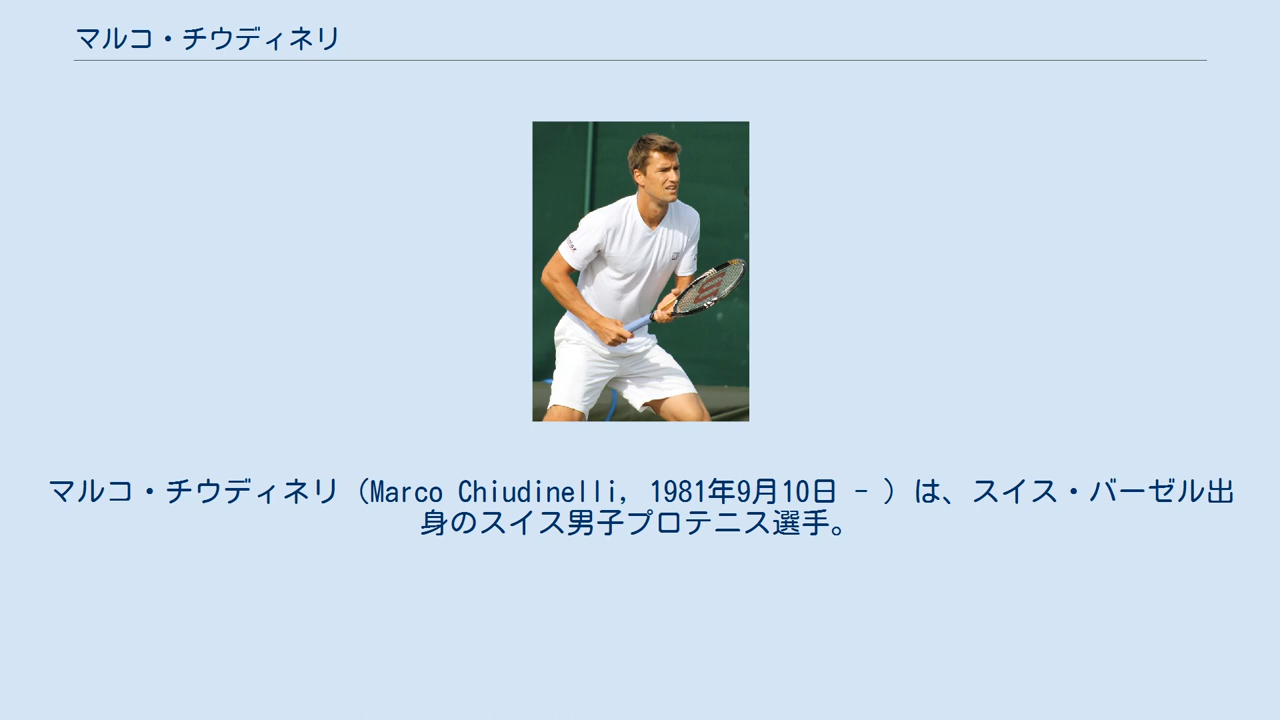 マルコ・チウディネリ
マルコ・チウディネリ（Marco Chiudinelli, 1981年9月10日 - ）は、スイス・バーゼル出
身のスイス男子プロテニス選手。